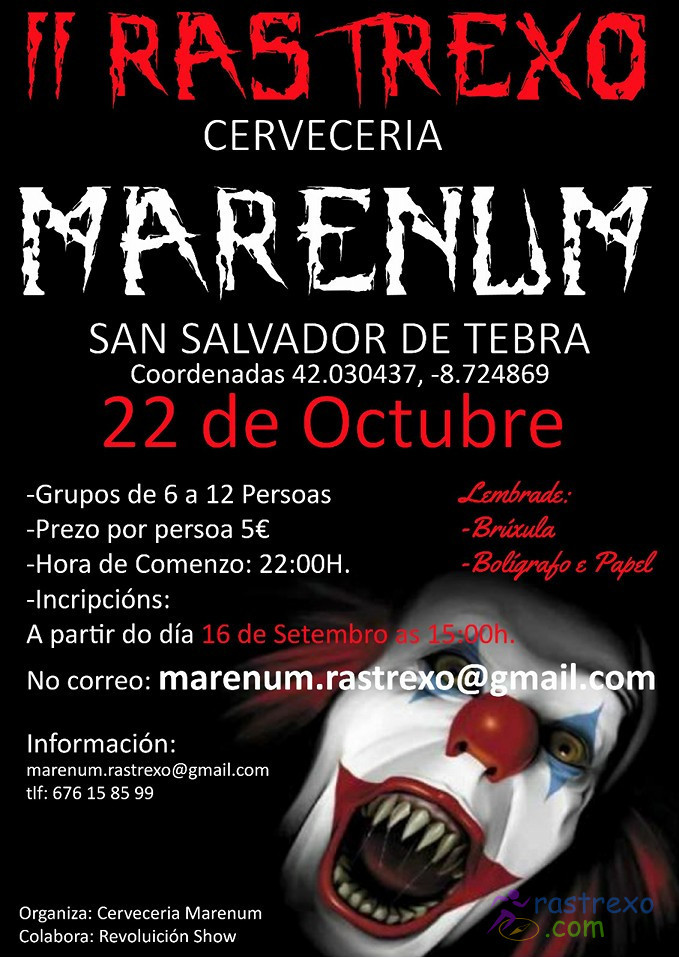 II RASTREXO
CERVECERIA
MARENUM
SAN SALVADOR DE TEBRA
Coordenadas 42.030437, -8.724869
22 de Octubre
-Grupos de 6 a 12 Persoas
-Prezo por persoa 5€
-Hora de Comenzo: 22:00H.
-Incripcións:
A partir do día 16 de Setembro as 15:00h.
Lembrade:
-Brúxula
-Bolígrafo e Papel
No correo: marenum.rastrexo@gmail.com
Información:
marenum.rastrexo@gmail.com
tlf: 676 15 85 99
Organiza: Cerveceria Marenum
Colabora: Revoluición Show
rastrexo
.com